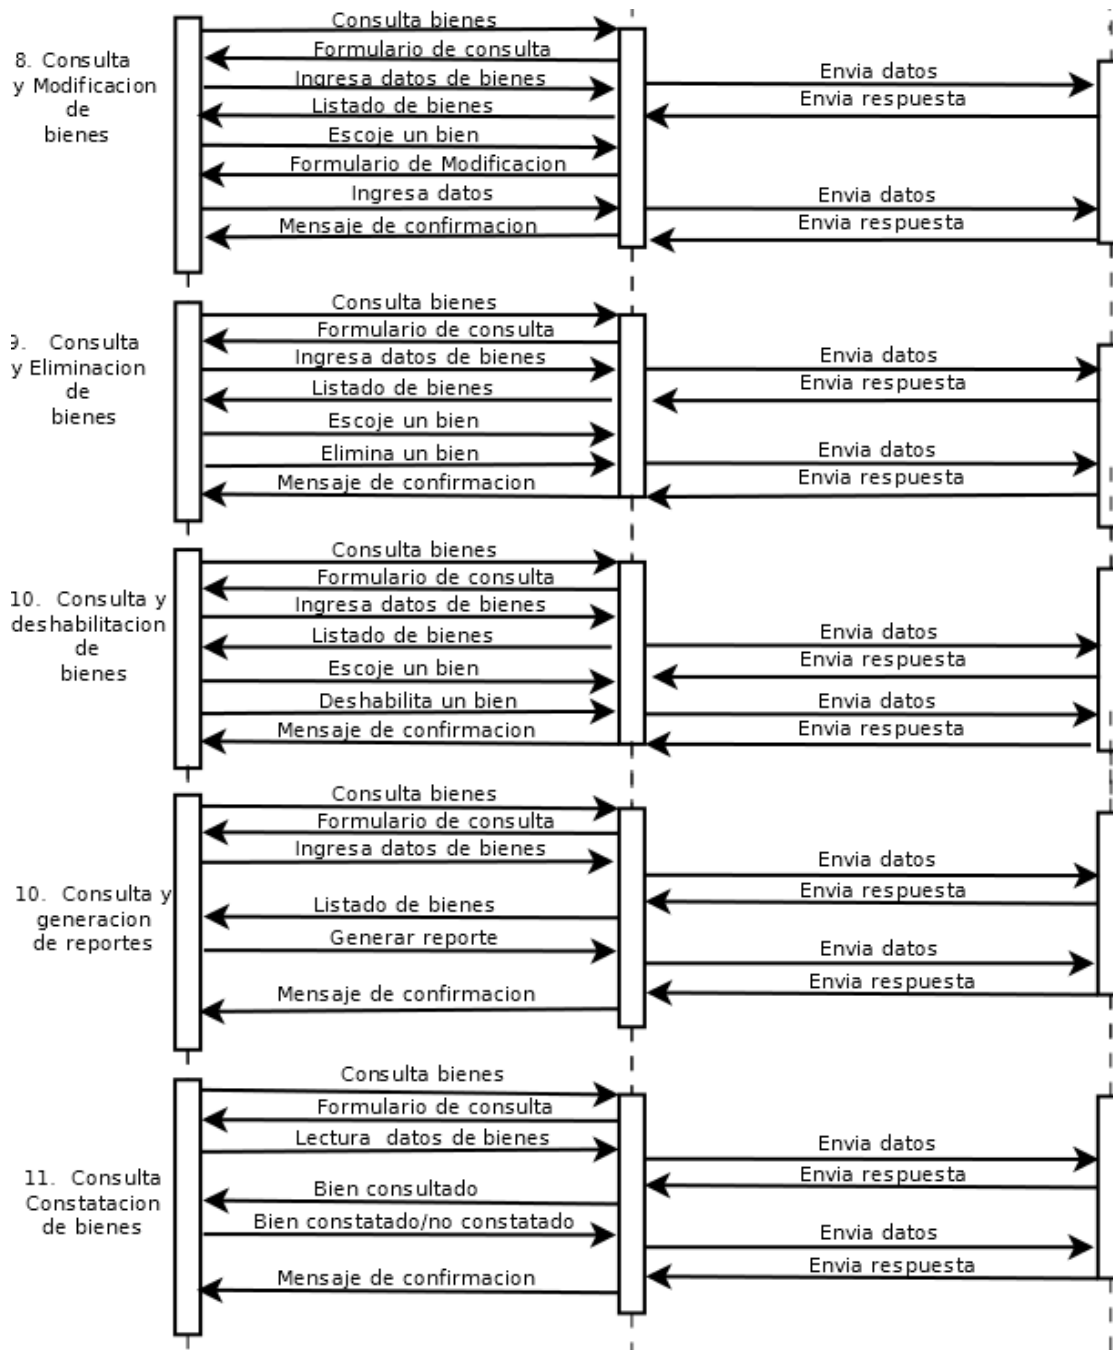 8. Consulta
y Modificacion
de
bienes
Consulta bienes
Formulario de consulta
Ingresa datos de bienes
Listado de bienes
Escoje un bien
Formulario de Modificacion
Ingresa datos
Mensaje de confirmacion
Envia datos
Envia respuesta
Envia datos
Envia respuesta
9. Consulta
y Eliminacion
de
bienes
Consulta bienes
Formulario de consulta
Ingresa datos de bienes
Listado de bienes
Escoje un bien
Elimina un bien
Mensaje de confirmacion
Envia datos
Envia respuesta
Envia datos
Envia respuesta
10. Consulta y
deshabilitacion
de
bienes
Consulta bienes
Formulario de consulta
Ingresa datos de bienes
Listado de bienes
Escoje un bien
Deshabilita un bien
Mensaje de confirmacion
Envia datos
Envia respuesta
Envia datos
Envia respuesta
10. Consulta y
generacion
de reportes
Consulta bienes
Formulario de consulta
Ingresa datos de bienes
Listado de bienes
Generar reporte
Mensaje de confirmacion
Envia datos
Envia respuesta
Envia datos
Envia respuesta
11. Consulta
Constatacion
de bienes
Consulta bienes
Formulario de consulta
Lectura datos de bienes
Bien consultado
Bien constatado/no constatado
Mensaje de confirmacion
Envia datos
Envia respuesta
Envia datos
Envia respuesta